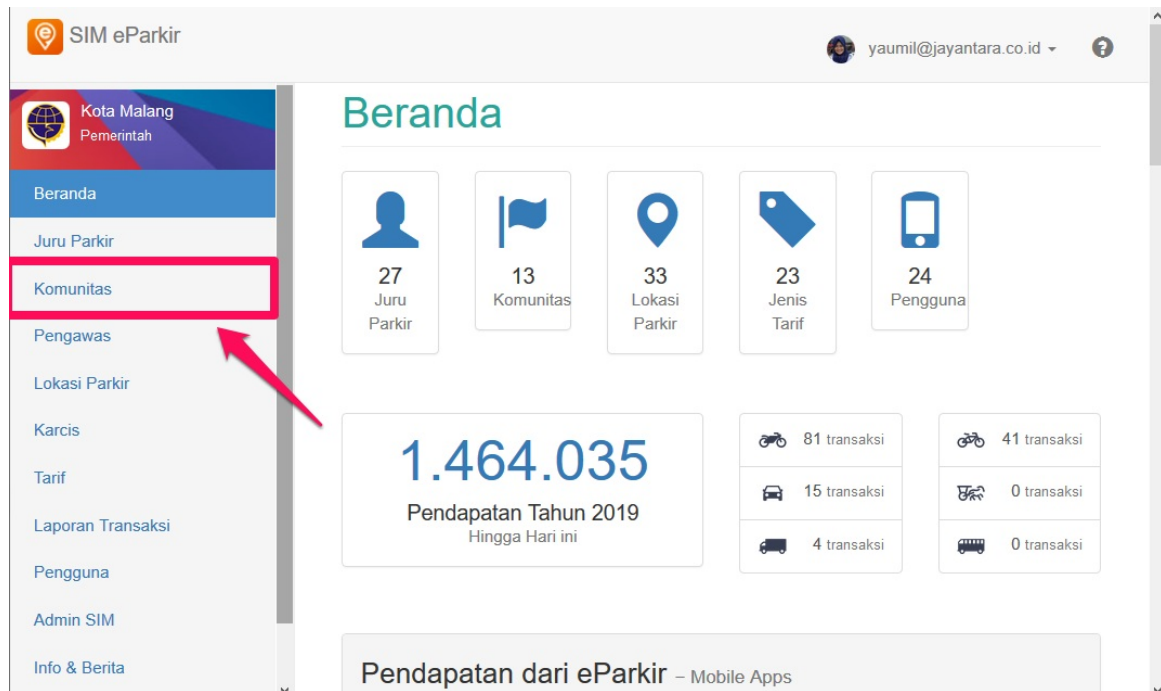 SIM eParkir
yaumil@jayantara.co.id
Kota Malang
Pemerintah
Beranda
Juru Parkir
Komunitas
Pengawas
Lokasi Parkir
Karcis
Tarif
Laporan Transaksi
Pengguna
Admin SIM
Info & Berita
Beranda
27
Juru
Parkir
13
Komunitas
33
Lokasi
Parkir
23
Jenis
Tarif
24
Pengguna
1.464.035
Pendapatan Tahun 2019
Hingga Hari ini
81 transaksi
15 transaksi
4 transaksi
41 transaksi
0 transaksi
0 transaksi
Pendapatan dari eParkir – Mobile Apps